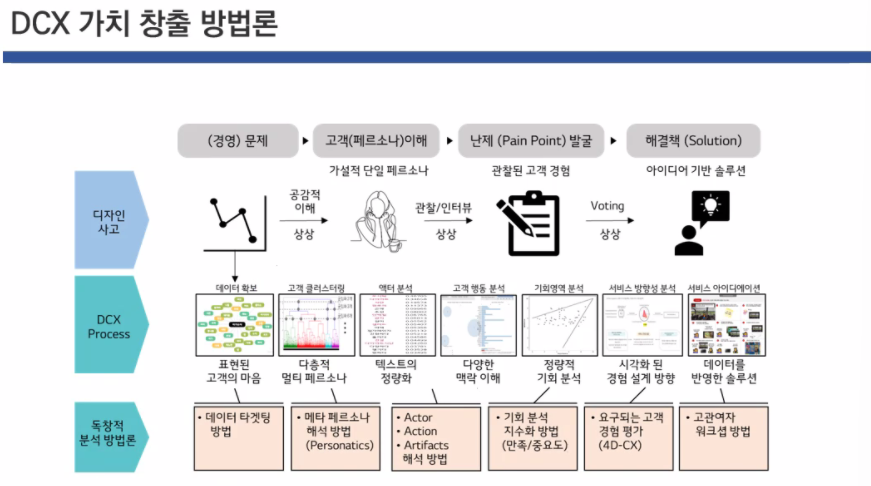 DCX 가치 창출 방법론
(경영) 문제
고객(페르소나)이해
난제 (Pain Point) 발굴
해결책 (Solution)
가설적 단일 페르소나
관찰된 고객 경험
아이디어 기반 솔루션
디자인
사고
공감적
이해
상상
관찰/인터뷰
상상
Voting
상상
DCX
Process
데이터 확보
고객 클러스터링
액터 분석
고객 행동 분석
기회영역 분석
서비스 방향성 분석
서비스 아이디에이션
표현된
고객의 마음
다층적
멀티 페르소나
텍스트의
정량화
다양한
맥락 이해
정량적
기회 분석
시각화 된
경험 설계 방향
데이터를
반영한 솔루션
독창적
분석 방법론
• 데이터 타겟팅
방법
• 메타 페르소나
해석 방법
(Personatics)
• Actor
• Action
• Artifacts
해석 방법
• 기회 분석
지수화 방법
(만족/중요도)
• 요구되는 고객
경험 평가
(4D-CX)
• 고관여자
워크샵 방법